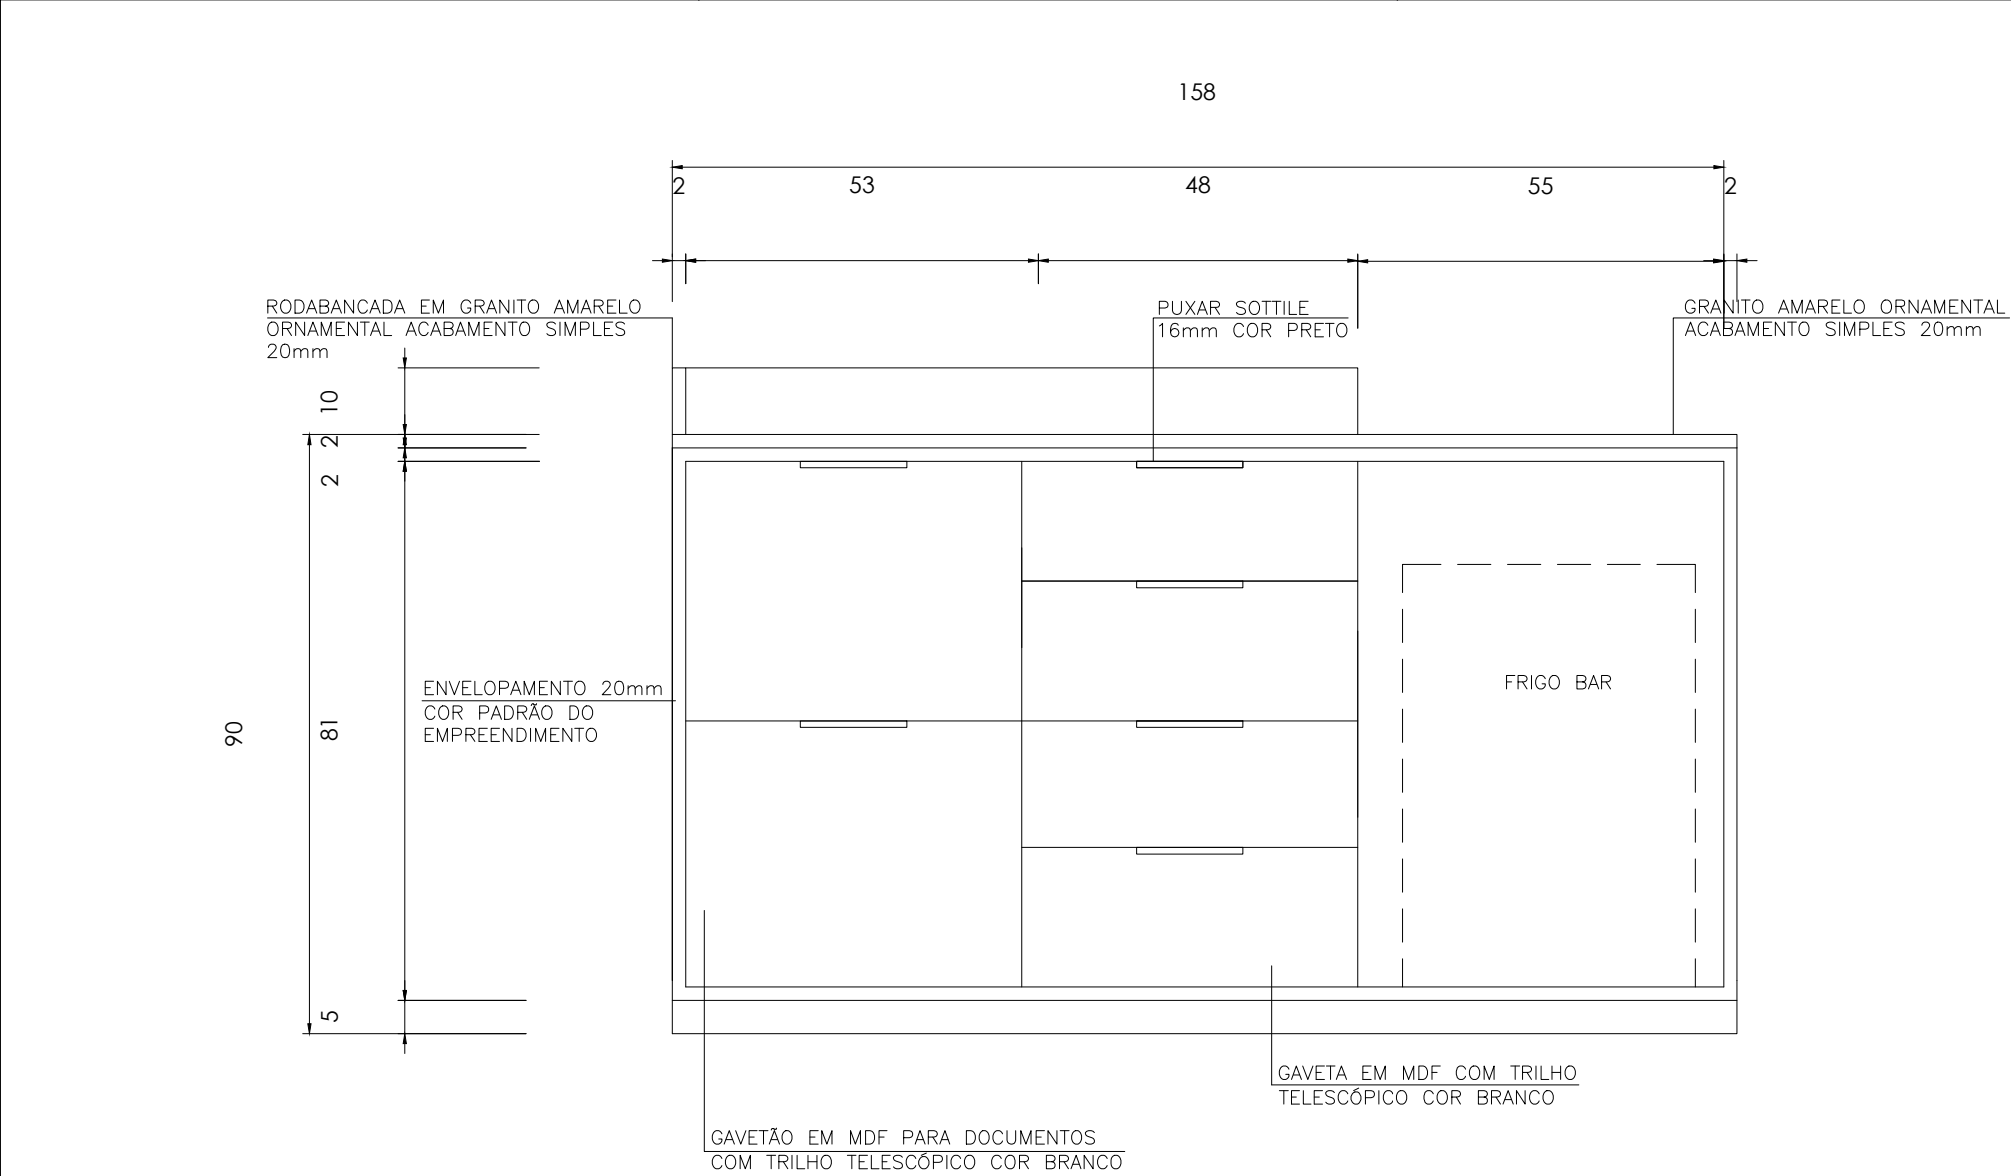 158
2
53
48
55
2
RODABANCADA EM GRANITO AMARELO
ORNAMENTAL ACABAMENTO SIMPLES
20mm
PUXAR SOTTILE
16mm COR PRETO
GRANITO AMARELO ORNAMENTAL
ACABAMENTO SIMPLES 20mm
10
2
2
ENVELOPAMENTO 20mm
COR PADRÃO DO
EMPREENDIMENTO
FRIGO BAR
90
81
5
GAVETA EM MDF COM TRILHO
TELESCÓPICO COR BRANCO
GAVETÃO EM MDF PARA DOCUMENTOS
COM TRILHO TELESCÓPICO COR BRANCO